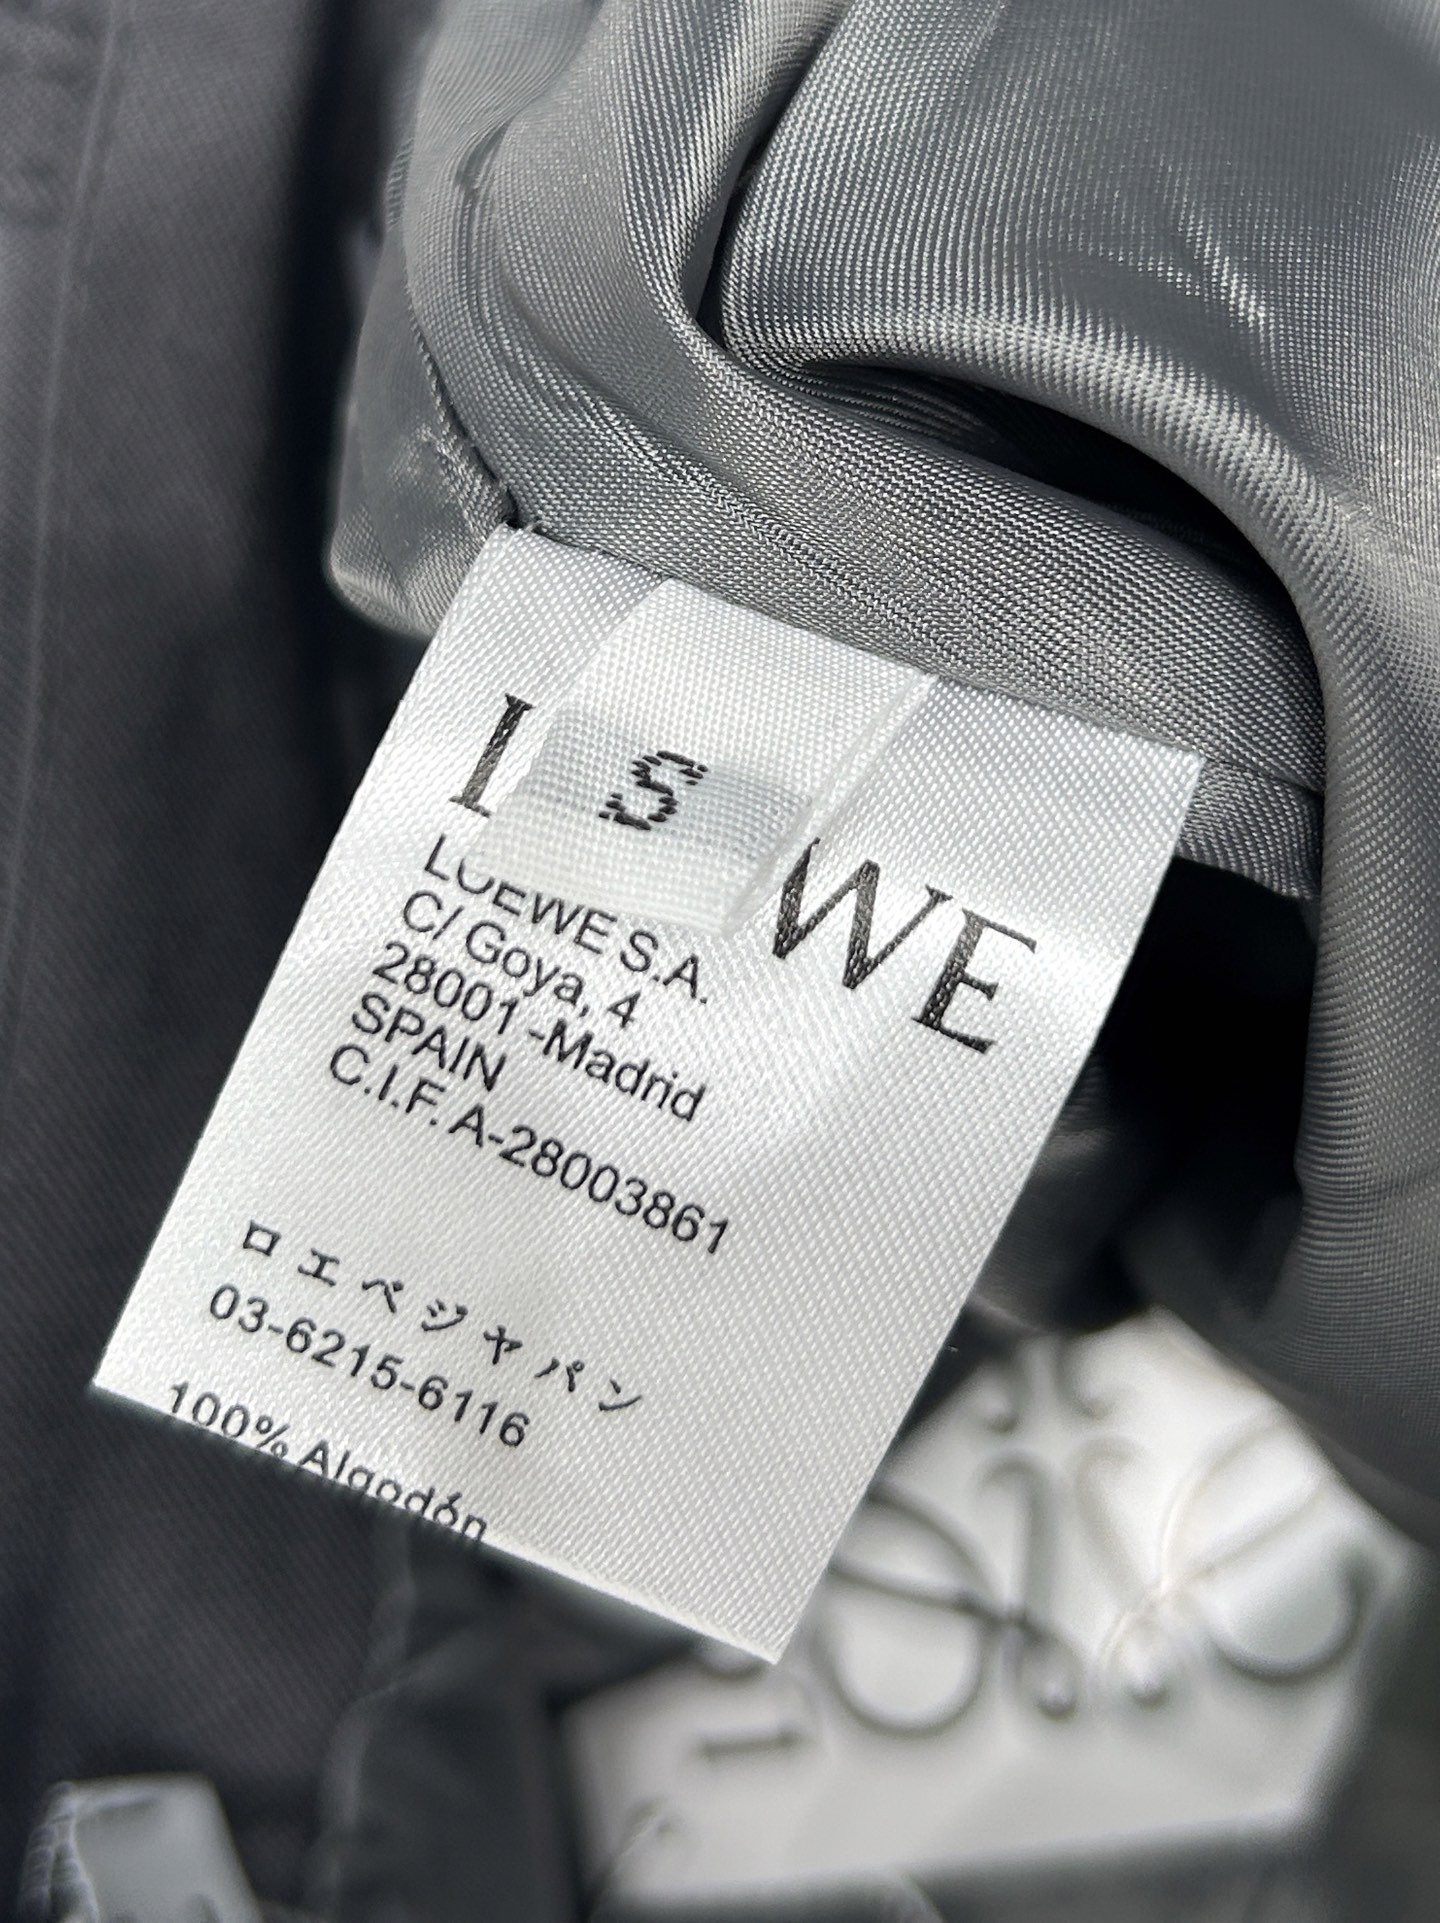 L WE
S
LOEWE S.A.
C/ Goya, 4
28001-Madrid
SPAIN
C.I.F. A-28003861
ロエベジャパン
03-6215-6116
100% Algodón